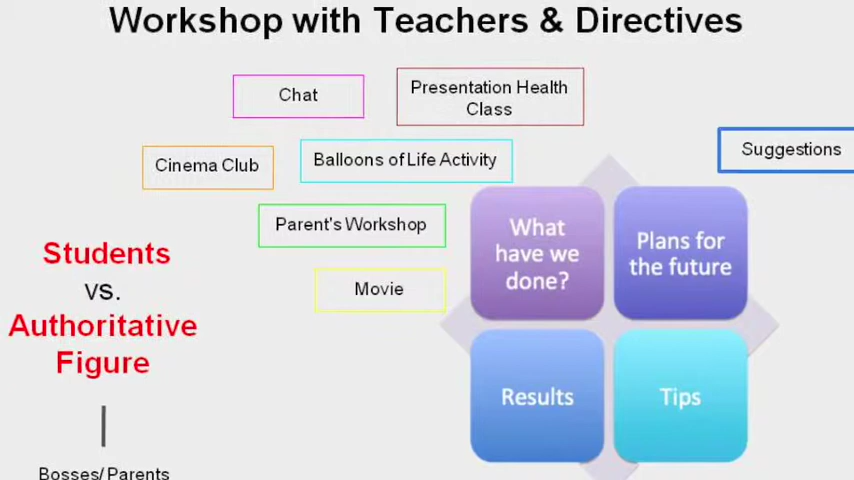 Workshop with Teachers & Directives
Chat
Presentation Health
Class
Cinema Club
Balloons of Life Activity
Suggestions
Parent's Workshop
Movie
What
have we
done?
Plans for
the future
Students
vs.
Authoritative
Figure
Results
Tips
Bosses/ Parents